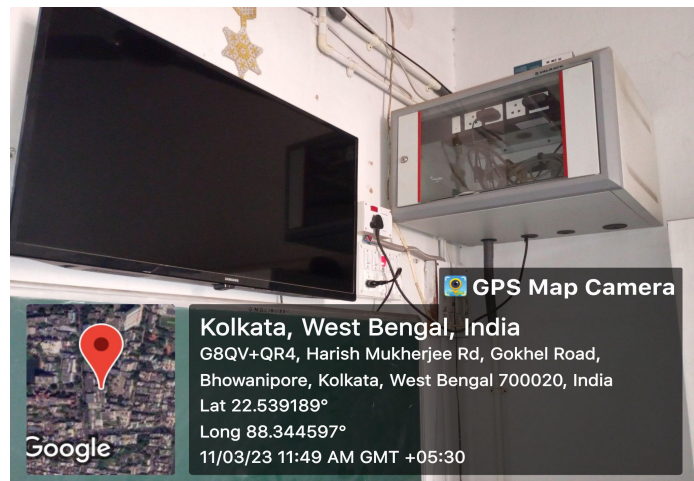 SAMSUNG
GPS Map Camera
Kolkata, West Bengal, India
G8QV+QR4, Harish Mukherjee Rd, Gokhel Road,
Bhowanipore, Kolkata, West Bengal 700020, India
Lat 22.539189°
Long 88.344597°
11/03/23 11:49 AM GMT +05:30
Google